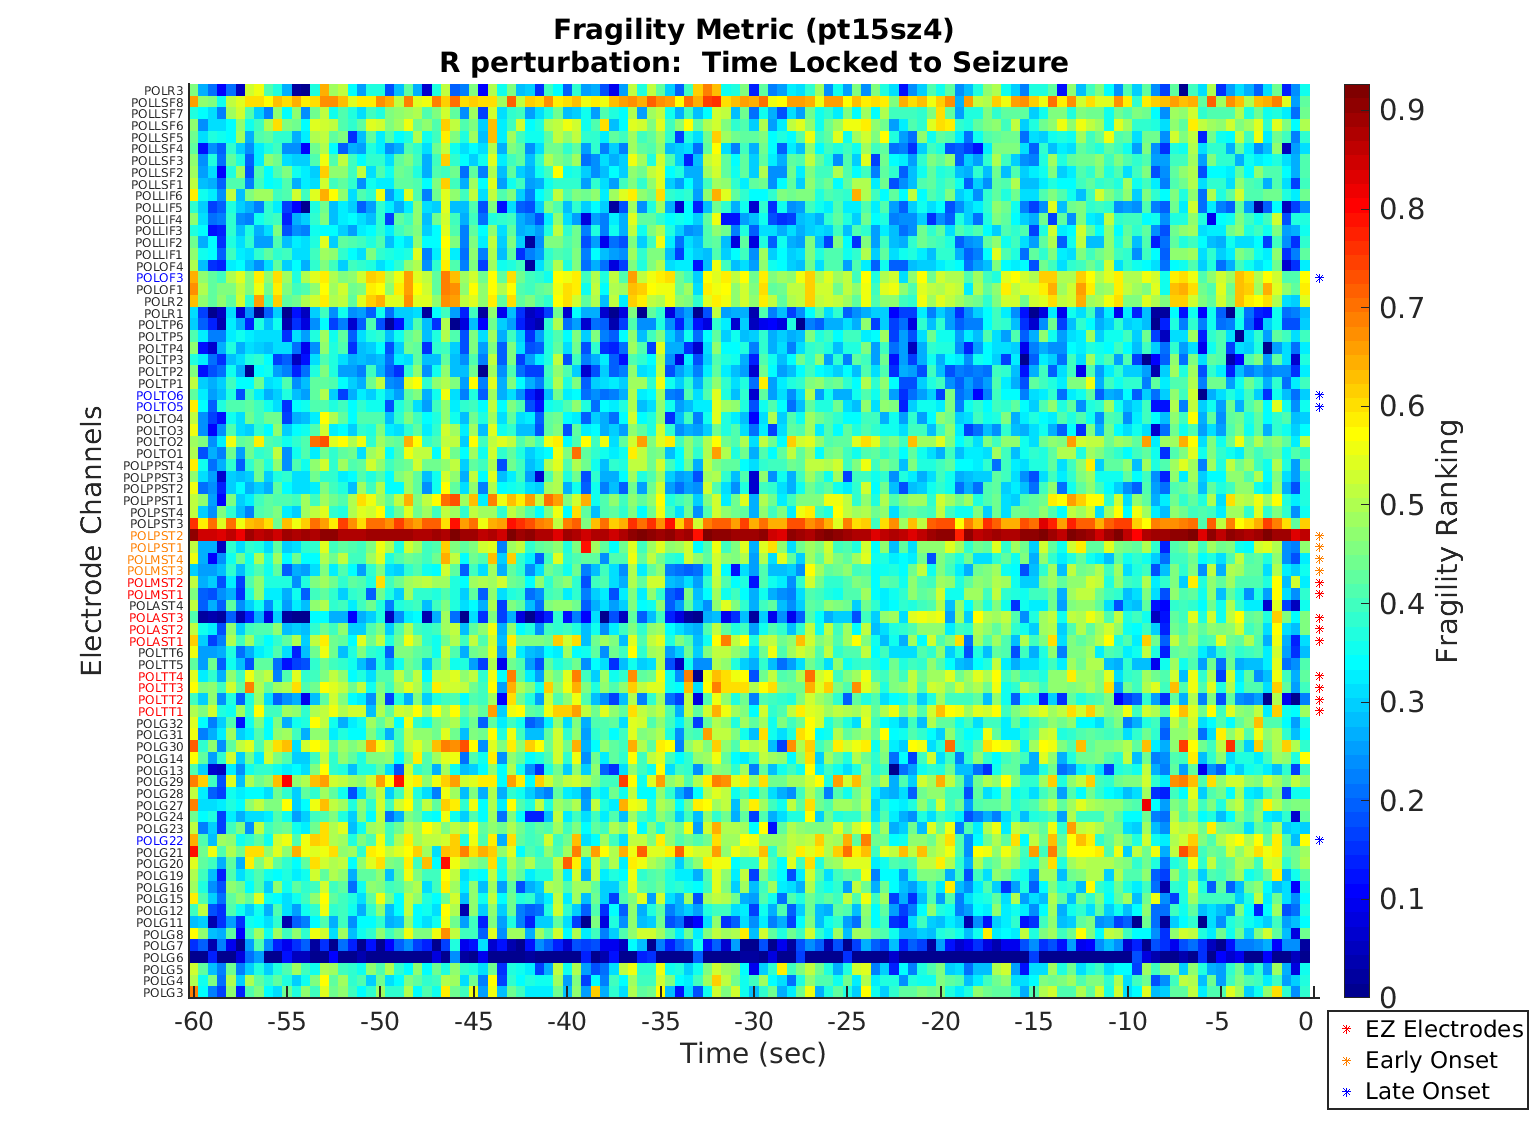 Fragility Metric (pt15sz4)
R perturbation:  Time Locked to Seizure
Electrode Channels
POLR3
POLLSF8
POLLSF7
POLLSF6
POLLSF5
POLLSF4
POLLSF3
POLLSF2
POLLSF1
POLLIF6
POLLIF5
POLLIF4
POLLIF3
POLLIF2
POLLIF1
POLOF4
POLOF3
POLOF1
POLR2
POLR1
POLTP6
POLTP5
POLTP4
POLTP3
POLTP2
POLTP1
POLTO6
POLTO5
POLTO4
POLTO3
POLTO2
POLTO1
POLPPST4
POLPPST3
POLPPST2
POLPPST1
POLPST4
POLPST3
POLPST2
POLPST1
POLMST4
POLMST3
POLMST2
POLMST1
POLAST4
POLAST3
POLAST2
POLAST1
POLTT6
POLTT5
POLTT4
POLTT3
POLTT2
POLTT1
POLG32
POLG31
POLG30
POLG14
POLG13
POLG29
POLG28
POLG27
POLG24
POLG23
POLG22
POLG21
POLG20
POLG19
POLG16
POLG15
POLG12
POLG11
POLG8
POLG7
POLG6
POLG5
POLG4
POLG3
-60 -55 -50 -45 -40 -35 -30 -25 -20 -15 -10 -5 0
Time (sec)
0.9
0.8
0.7
0.6
0.5
0.4
0.3
0.2
0.1
0
Fragility Ranking
EZ Electrodes
Early Onset
Late Onset